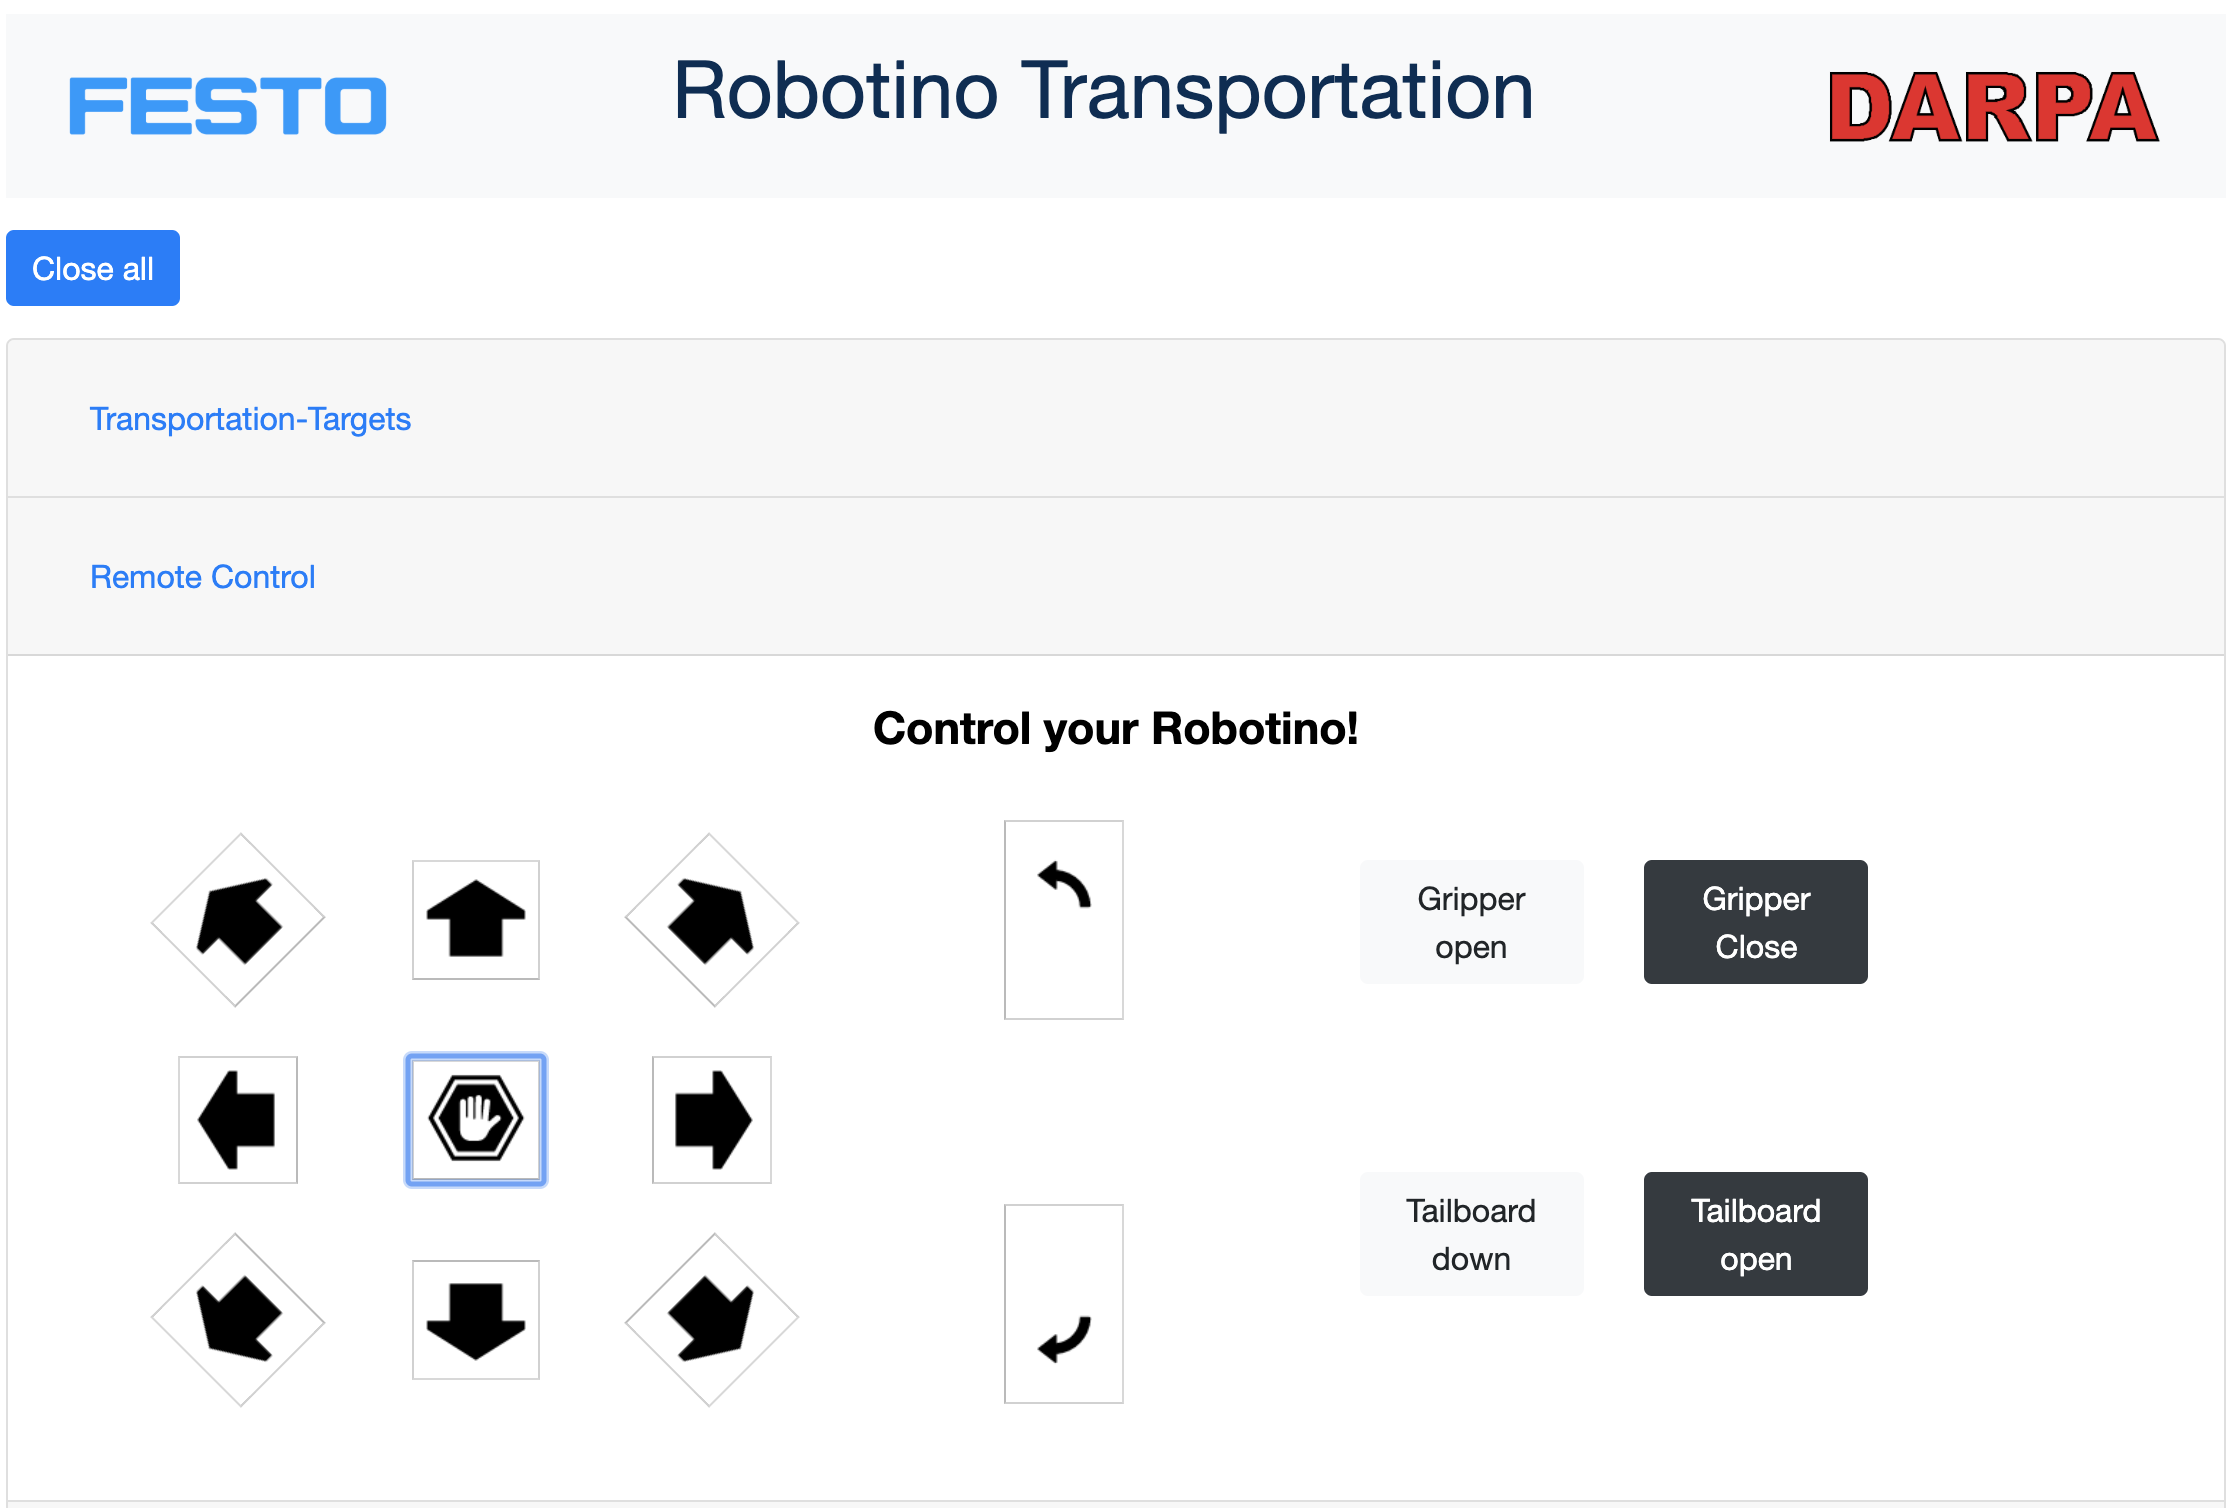 FESTO
Robotino Transportation
DARPA
Close all
Transportation-Targets
Remote Control
Control your Robotino!
Gripper
open
Gripper
Close
Tailboard
down
Tailboard
open